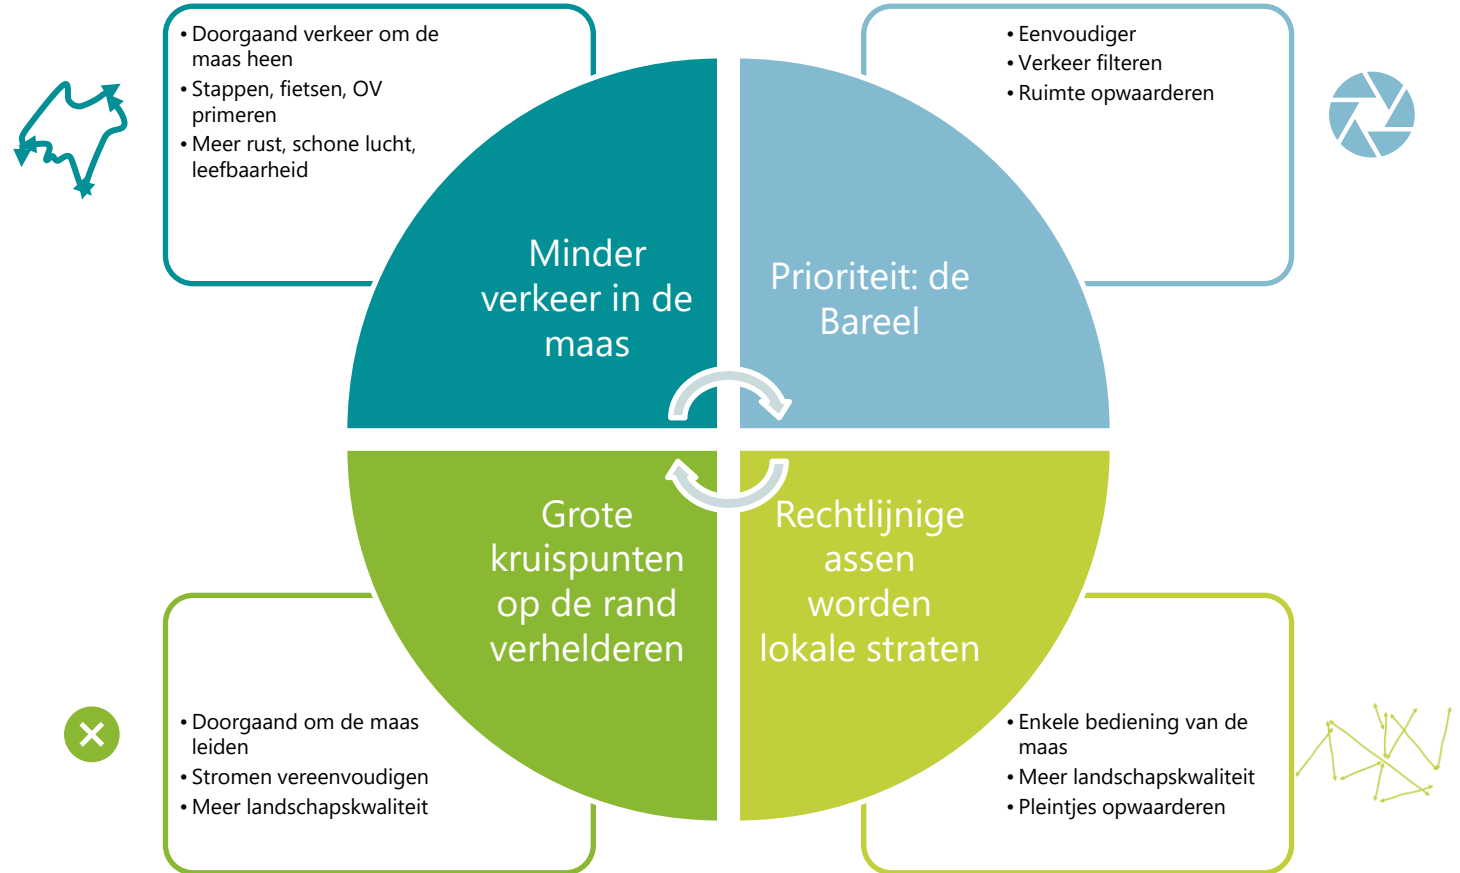 • Doorgaand verkeer om de
maas heen
• Stappen, fietsen, OV
primeren
• Meer rust, schone lucht,
leefbaarheid
• Eenvoudiger
• Verkeer filteren
• Ruimte opwaarderen
Minder
verkeer in de
maas
Prioriteit: de
Bareel
Grote
kruispunten
op de rand
verhelderen
Rechtlijnige
assen
worden
lokale straten
• Doorgaand om de maas
leiden
• Stromen vereenvoudigen
• Meer landschapskwaliteit
• Enkele bediening van de
maas
• Meer landschapskwaliteit
• Pleintjes opwaarderen